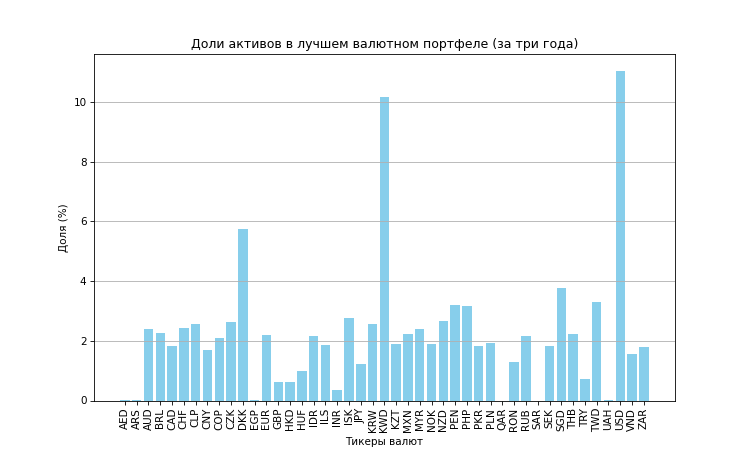 Доли активов в лучшем валютном портфеле (за три года)
Доля (%)
10
8
6
4
2
0
AED
ARS
AUD
BRL
CAD
CHF
CLP
CNY
COP
CZK
DKK
EGP
EUR
GBP
HKD
HUF
IDR
ILS
INR
ISK
JPY
KRW
KWD
KZT
MXN
MYR
NOK
NZD
PEN
PHP
PKR
PLN
QAR
RON
RUB
SAR
SEK
SGD
THB
TRY
TWD
UAH
USD
VND
ZAR
Тикеры валют